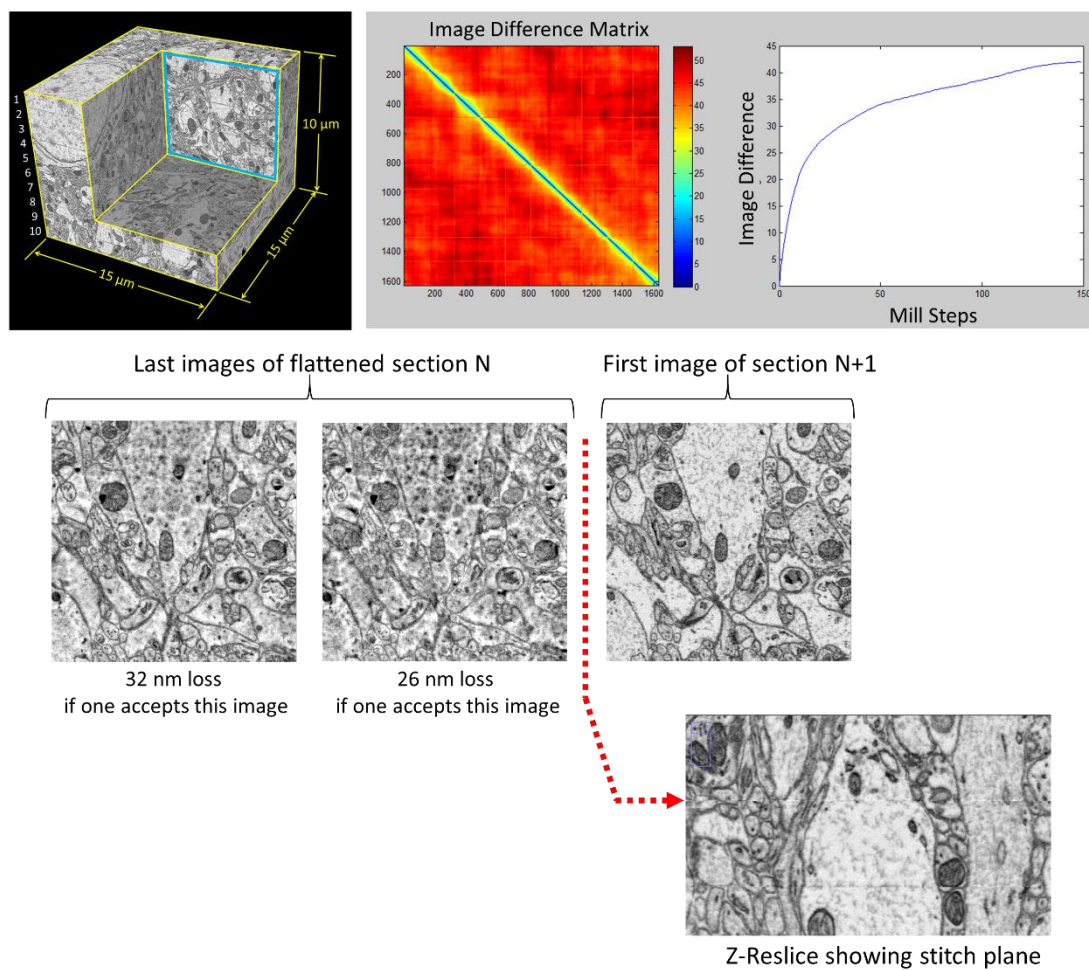 1
2
3
4
5
6
7
8
9
10
10 µm
15 µm
15 µm
Image Difference Matrix
200
400
600
800
1000
1200
1400
1600
200 400 600 800 1000 1200 1400 1600
50
45
40
35
30
25
20
15
10
5
0
Image Difference
45
40
35
30
25
20
15
10
5
0
0 50 100 150
Mill Steps
Last images of flattened section N
First image of section N+1
32 nm loss
if one accepts this image
26 nm loss
if one accepts this image
Z-Reslice showing stitch plane